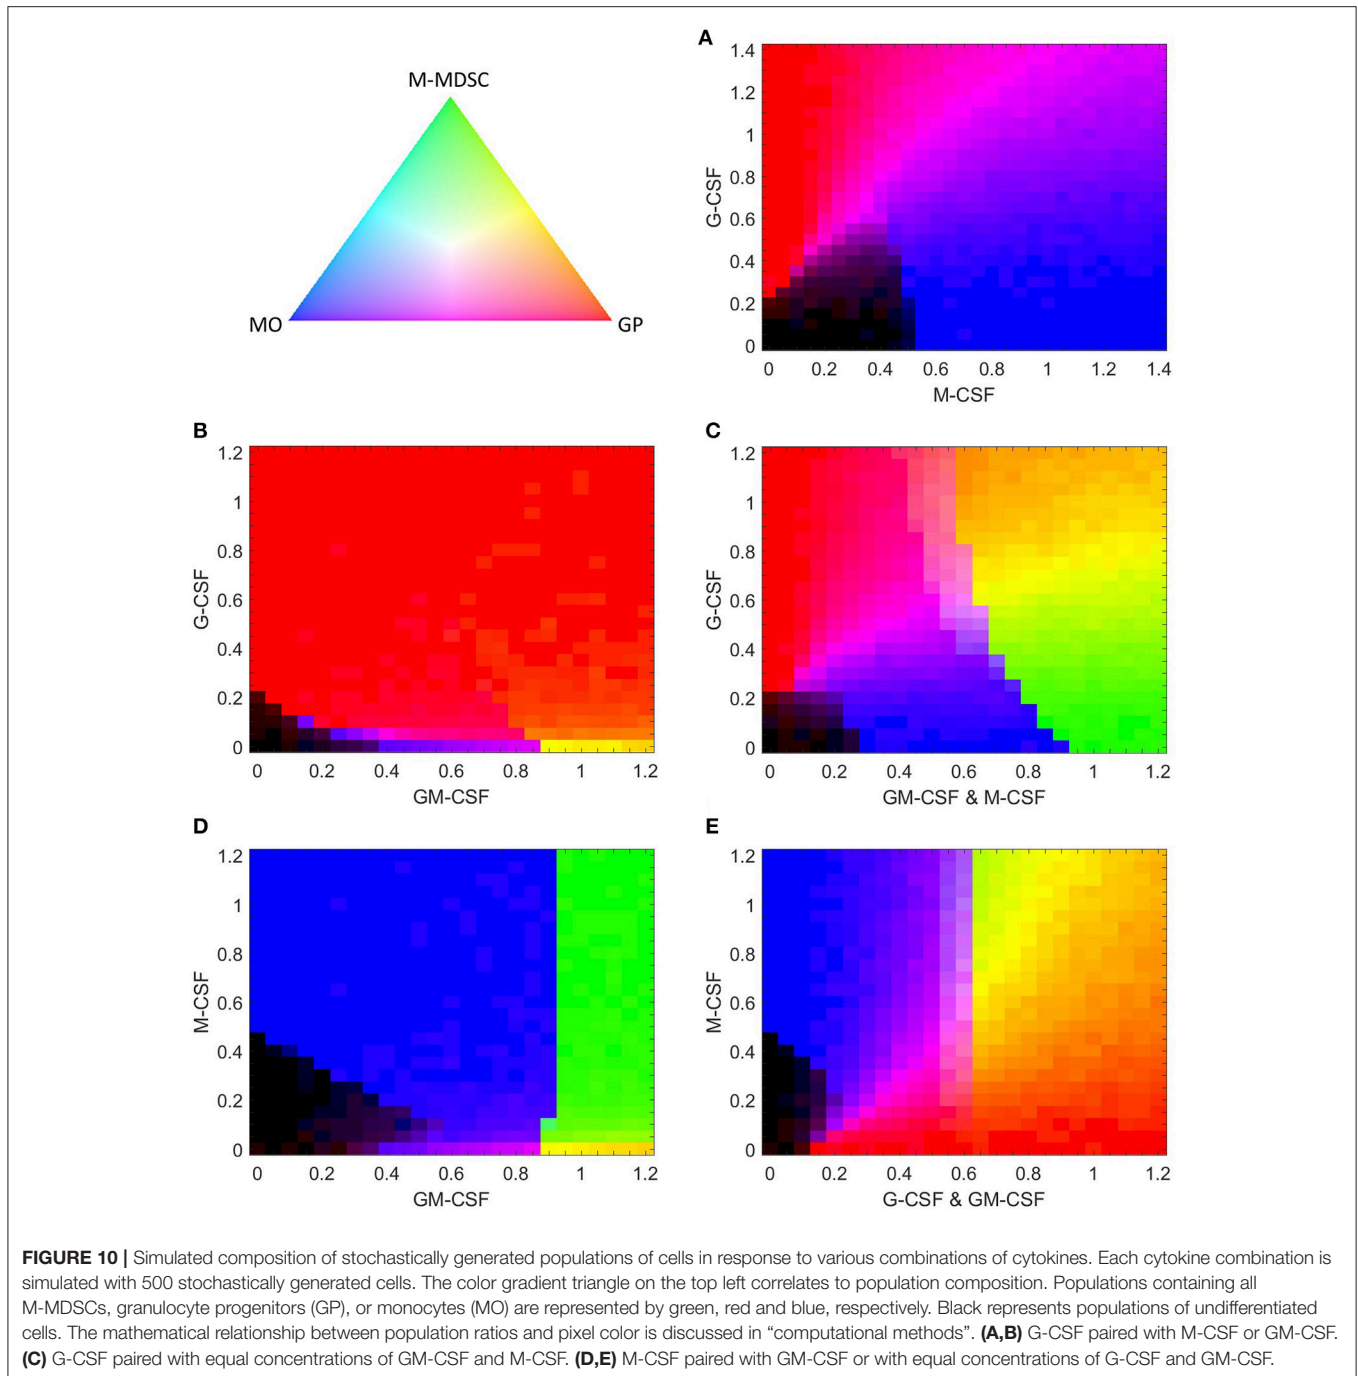 M-MDSC
MO
GP
A
1.4
1.2
1
0.8
0.6
0.4
0.2
0
G-CSF
0 0.2 0.4 0.6 0.8 1 1.2 1.4
M-CSF
B
1.2
1
0.8
0.6
0.4
0.2
0
G-CSF
0 0.2 0.4 0.6 0.8 1 1.2
GM-CSF
C
1.2
1
0.8
0.6
0.4
0.2
0
G-CSF
0 0.2 0.4 0.6 0.8 1 1.2
GM-CSF & M-CSF
D
1.2
1
0.8
0.6
0.4
0.2
0
M-CSF
0 0.2 0.4 0.6 0.8 1 1.2
GM-CSF
E
1.2
1
0.8
0.6
0.4
0.2
0
M-CSF
0 0.2 0.4 0.6 0.8 1 1.2
G-CSF & GM-CSF
FIGURE 10 | Simulated composition of stochastically generated populations of cells in response to various combinations of cytokines. Each cytokine combination is
simulated with 500 stochastically generated cells. The color gradient triangle on the top left correlates to population composition. Populations containing all
M-MDSCs, granulocyte progenitors (GP), or monocytes (MO) are represented by green, red and blue, respectively. Black represents populations of undifferentiated
cells. The mathematical relationship between population ratios and pixel color is discussed in “computational methods”. (A,B) G-CSF paired with M-CSF or GM-CSF.
(C) G-CSF paired with equal concentrations of GM-CSF and M-CSF. (D,E) M-CSF paired with GM-CSF or with equal concentrations of G-CSF and GM-CSF.